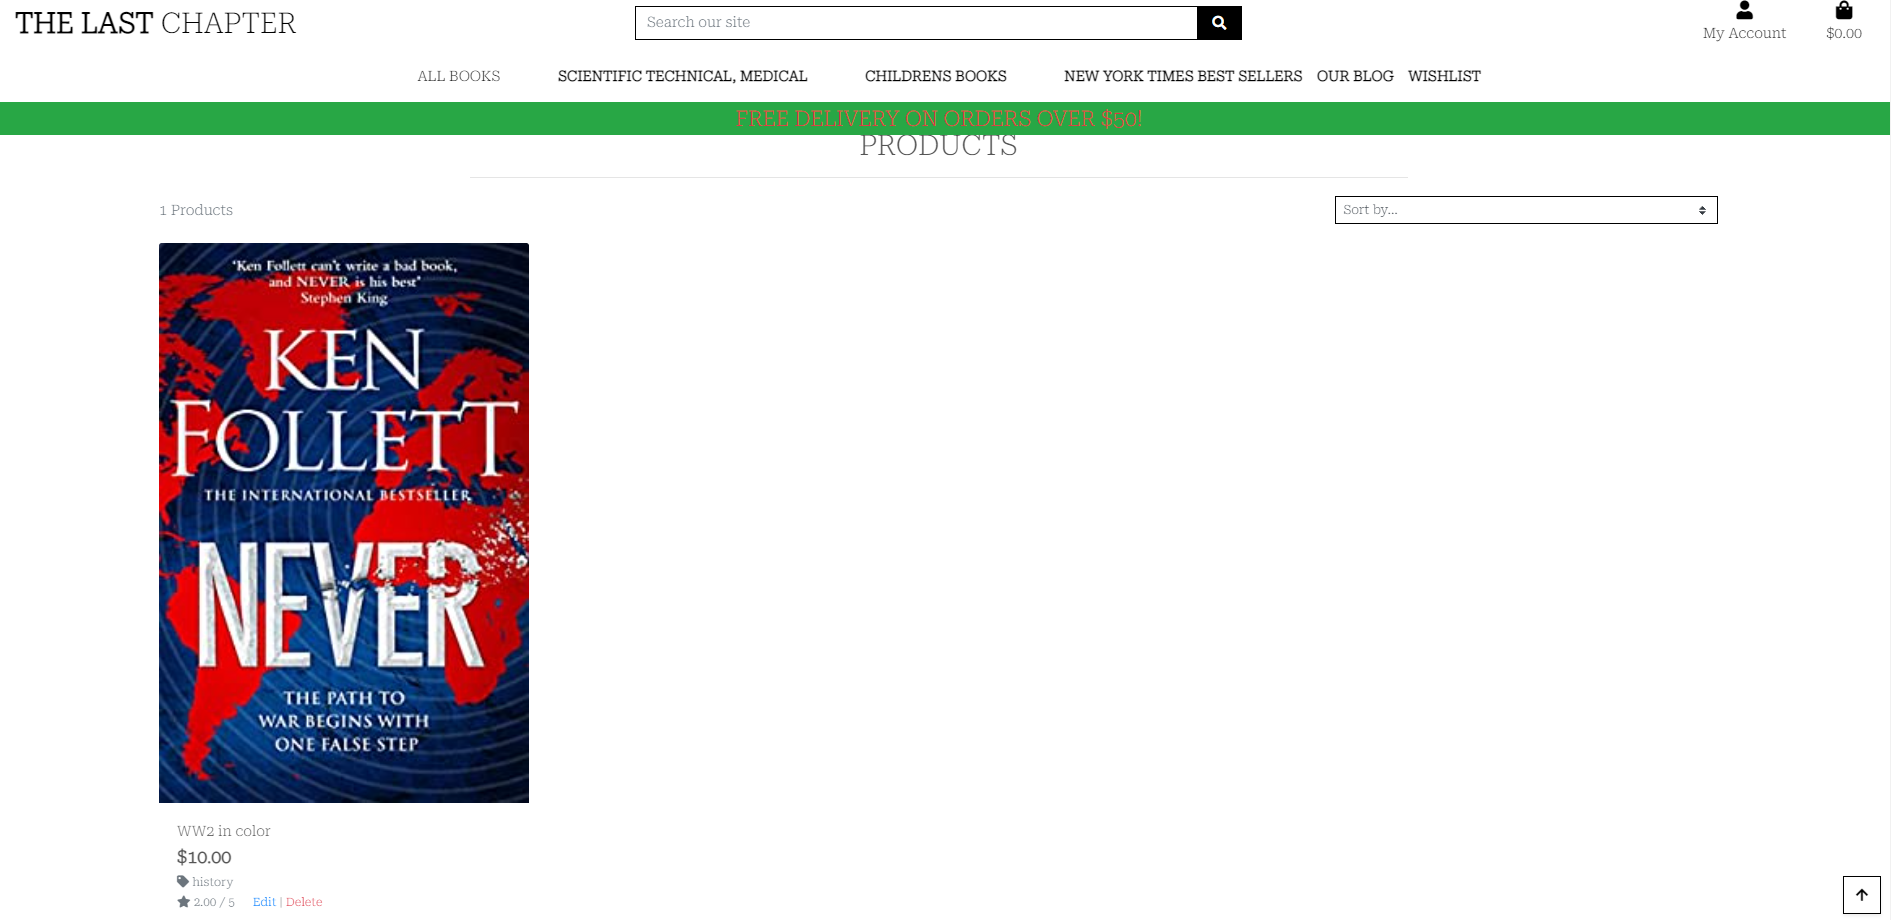 THE LAST CHAPTER
Search our site
My Account
$0.00
ALL BOOKS SCIENTIFIC TECHNICAL, MEDICAL CHILDRENS BOOKS NEW YORK TIMES BEST SELLERS OUR BLOG WISHLIST
FREE DELIVERY ON ORDERS OVER $50!
PRODUCTS
1 Products
Sort by...
'Ken Follett can't write a bad book,
and NEVER is his best'
Stephen King
KEN
FOLLETT
THE INTERNATIONAL BESTSELLER
NEVER
THE PATH TO
WAR BEGINS WITH
ONE FALSE STEP
WW2 in color
$10.00
history
2.00 / 5 Edit | Delete